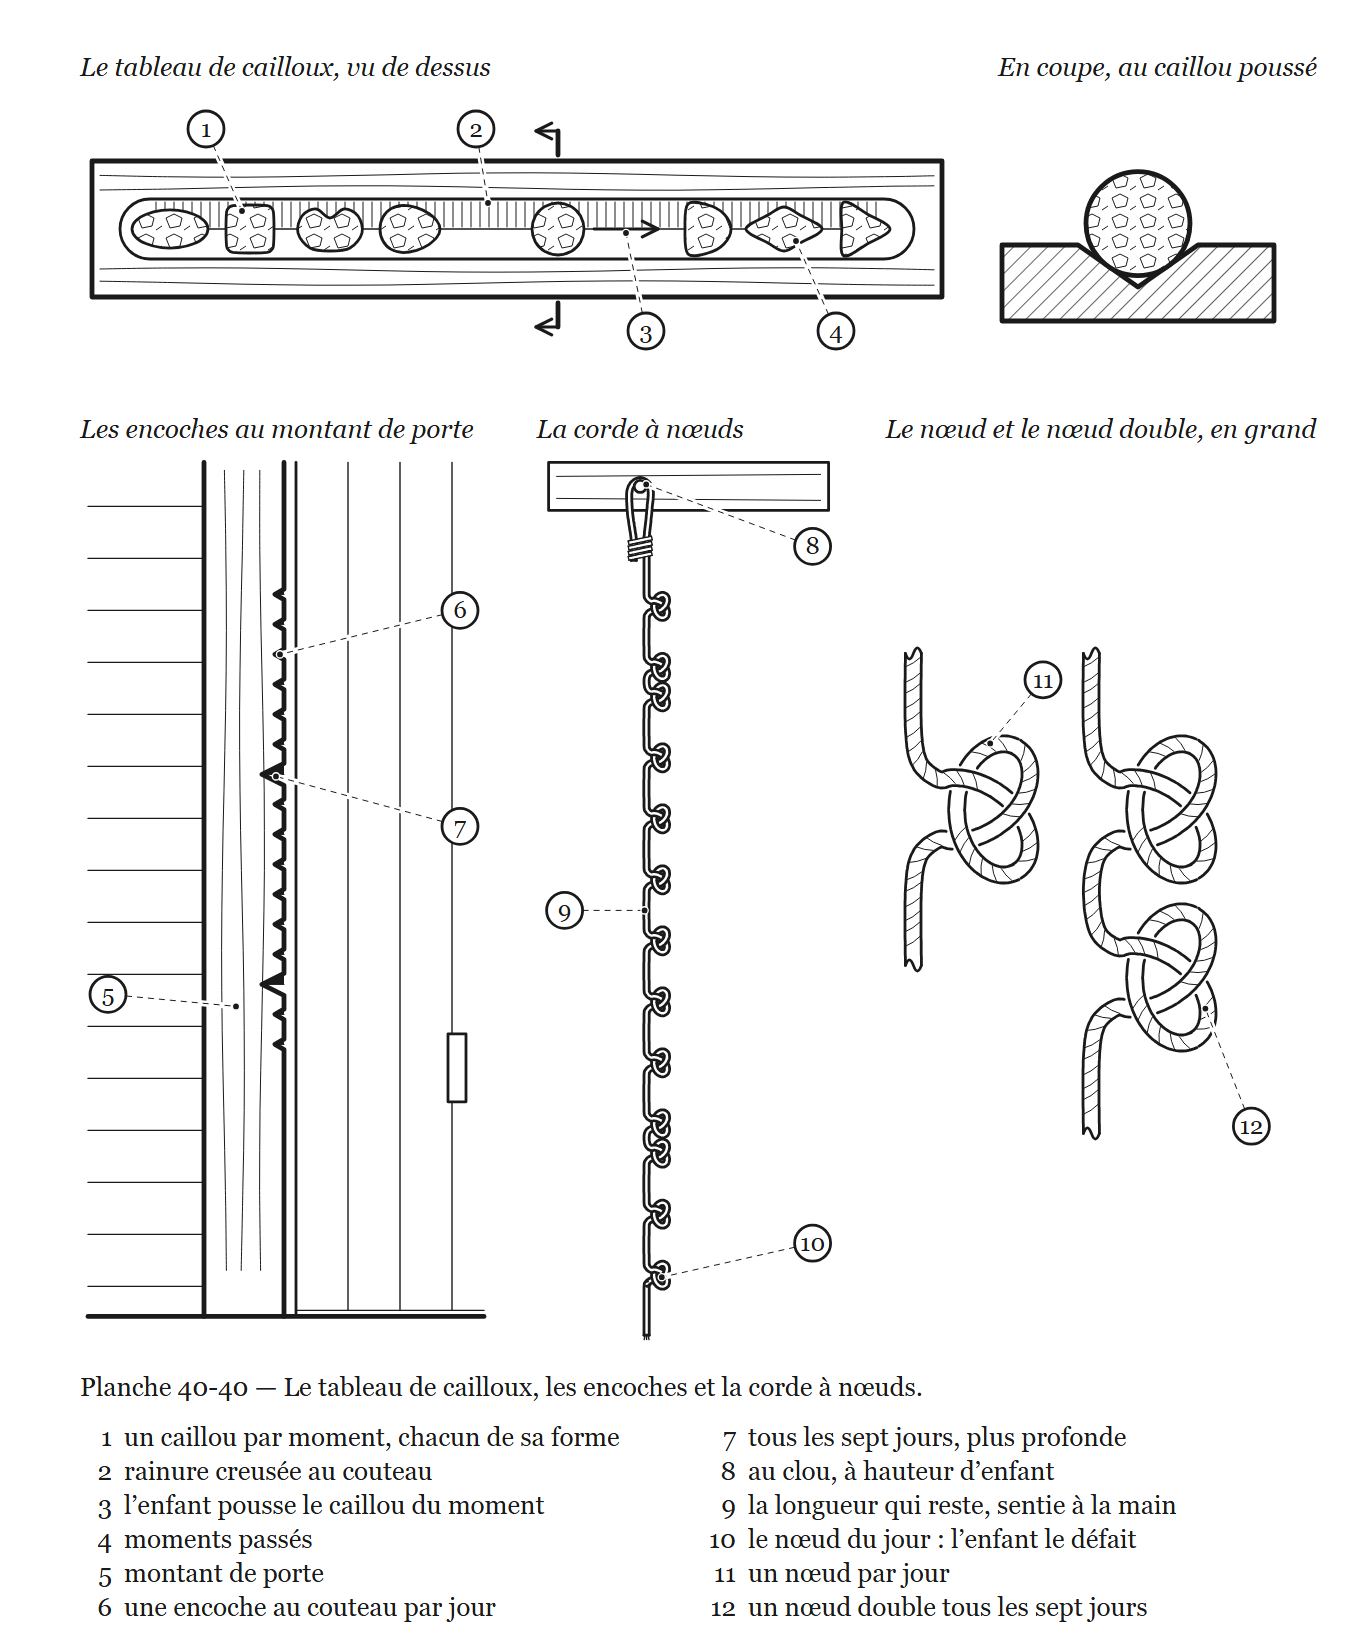 Le tableau de cailloux, vu de dessus
En coupe, au caillou poussé
1
2
3
4
Les encoches au montant de porte
La corde à nœuds
Le nœud et le nœud double, en grand
8
6
11
7
9
5
12
10
Planche 40-40 — Le tableau de cailloux, les encoches et la corde à nœuds.
1 un caillou par moment, chacun de sa forme
2 rainure creusée au couteau
3 l’enfant pousse le caillou du moment
4 moments passés
5 montant de porte
6 une encoche au couteau par jour
7 tous les sept jours, plus profonde
8 au clou, à hauteur d’enfant
9 la longueur qui reste, sentie à la main
10 le nœud du jour : l’enfant le défait
11 un nœud par jour
12 un nœud double tous les sept jours